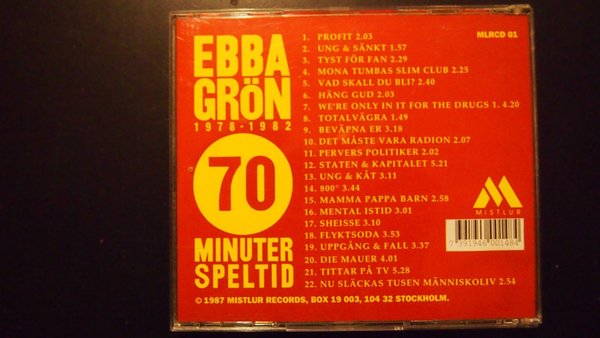 EBBA
GRÖN
1978-1982
70
MINUTER
SPELTID
MLRCD 01
1. PROFIT 2.03
2. UNG & SÄNKT 1.57
3. TYST FÖR FAN 2.29
4. MONA TUMBAS SLIM CLUB 2.25
5. VAD SKALL DU BLI? 2.40
6. HÄNG GUD 2.03
7. WE'RE ONLY IN IT FOR THE DRUGS 1. 4.20
8. TOTALVÄGRA 1.49
9. BEVÄPNA ER 3.18
10. DET MÅSTE VARA RADION 2.07
11. PERVERS POLITIKER 2.02
12. STATEN & KAPITALET 5.21
13. UNG & KÅT 3.11
14. 800° 3.44
15. MAMMA PAPPA BARN 2.58
16. MENTAL ISTID 3.01
17. SHEISSE 3.10
18. FLYKTSODA 3.53
19. UPPGÅNG & FALL 3.37
20. DIE MAUER 4.01
21. TITTAR PÅ TV 5.28
22. NU SLÄCKAS TUSEN MÄNNISKOLIV 2.54
MISTLUR
7 391946 001484
© 1987 MISTLUR RECORDS, BOX 19 003, 104 32 STOCKHOLM.